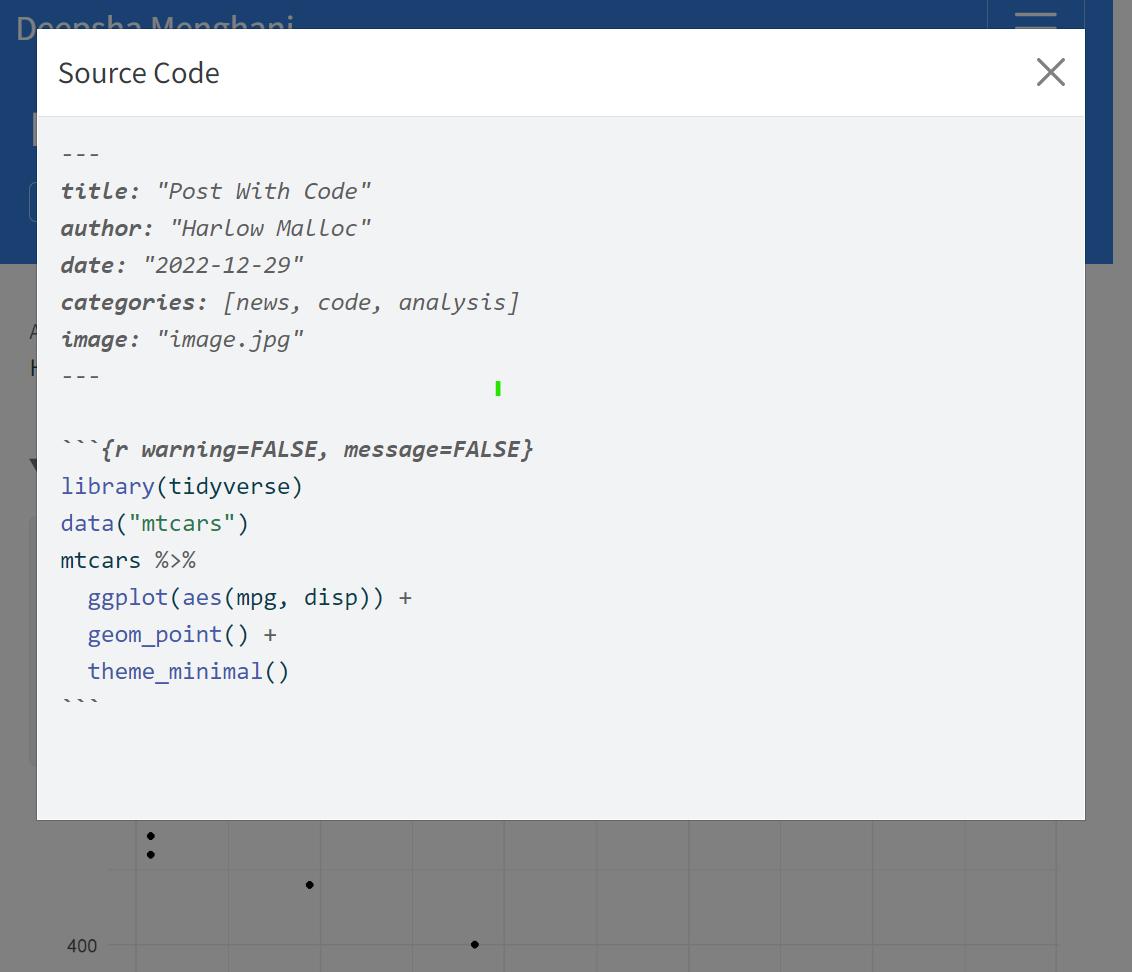 Deepsha Menghani
Source Code
---
title: "Post With Code"
author: "Harlow Malloc"
date: "2022-12-29"
categories: [news, code, analysis]
image: "image.jpg"
---
```{r warning=FALSE, message=FALSE}
library(tidyverse)
data("mtcars")
mtcars %>%
  ggplot(aes(mpg, disp)) +
  geom_point() +
  theme_minimal()
```
400